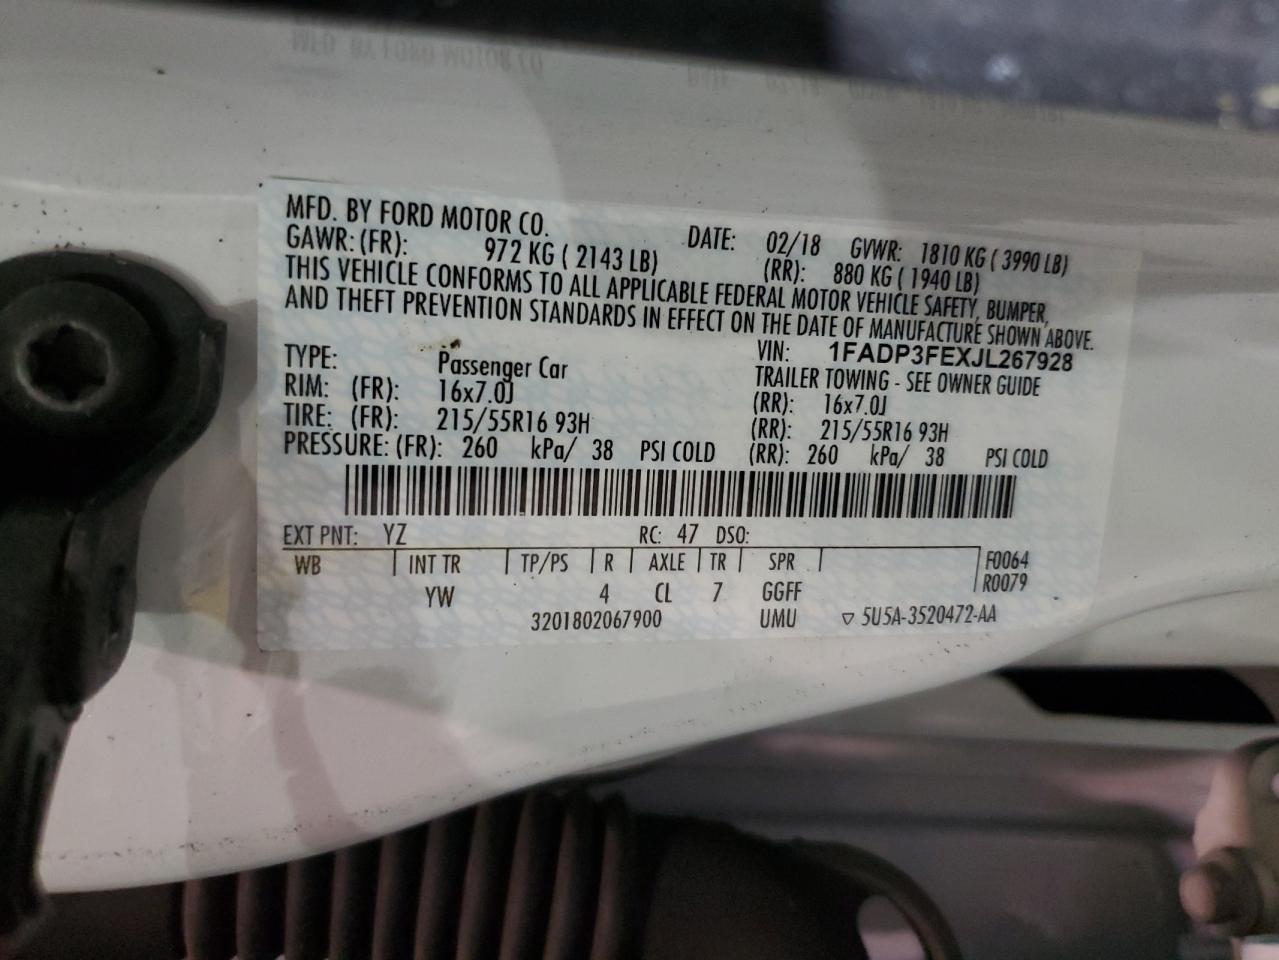 MFD. BY FORD MOTOR CO.
DATE: 02/18 GVWR: 1810 KG ( 3990 LB)
GAWR: (FR): 972 KG ( 2143 LB) (RR): 880 KG ( 1940 LB)
THIS VEHICLE CONFORMS TO ALL APPLICABLE FEDERAL MOTOR VEHICLE SAFETY, BUMPER,
AND THEFT PREVENTION STANDARDS IN EFFECT ON THE DATE OF MANUFACTURE SHOWN ABOVE.
VIN: 1FADP3FEXJL267928
TYPE: Passenger Car TRAILER TOWING - SEE OWNER GUIDE
RIM: (FR): 16x7.0J (RR): 16x7.0J
TIRE: (FR): 215/55R16 93H (RR): 215/55R16 93H
PRESSURE: (FR): 260 kPa/ 38 PSI COLD (RR): 260 kPa/ 38 PSI COLD
EXT PNT: YZ RC: 47 DSO:
WB INT TR TP/PS R AXLE TR SPR F0064
R0079
YW 4 CL 7 GGFF
3201802067900 UMU ▽ 5U5A-3520472-AA